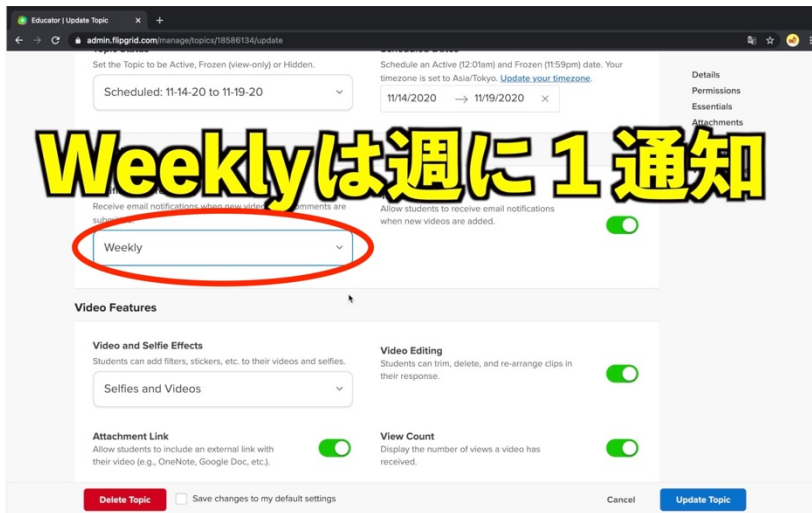 Educator | Update Topic
admin.flipgrid.com/manage/topics/18586134/update
Set the Topic to be Active, Frozen (view-only) or Hidden.
Scheduled: 11-14-20 to 11-19-20
Schedule an Active (12:01am) and Frozen (11:59pm) date. Your
timezone is set to Asia/Tokyo. Update your timezone.
11/14/2020 → 11/19/2020 ×
Details
Permissions
Essentials
Attachments
Weeklyは週に１通知
Receive email notifications when new
Allow students to receive email notifications
when new videos are added.
Weekly
Video Features
Video and Selfie Effects
Students can add filters, stickers, etc. to their videos and selfies.
Selfies and Videos
Video Editing
Students can trim, delete, and re-arrange clips in
their response.
Attachment Link
Allow students to include an external link with
their video (e.g., OneNote, Google Doc, etc.).
View Count
Display the number of views a video has
received.
Delete Topic
Save changes to my default settings
Cancel
Update Topic